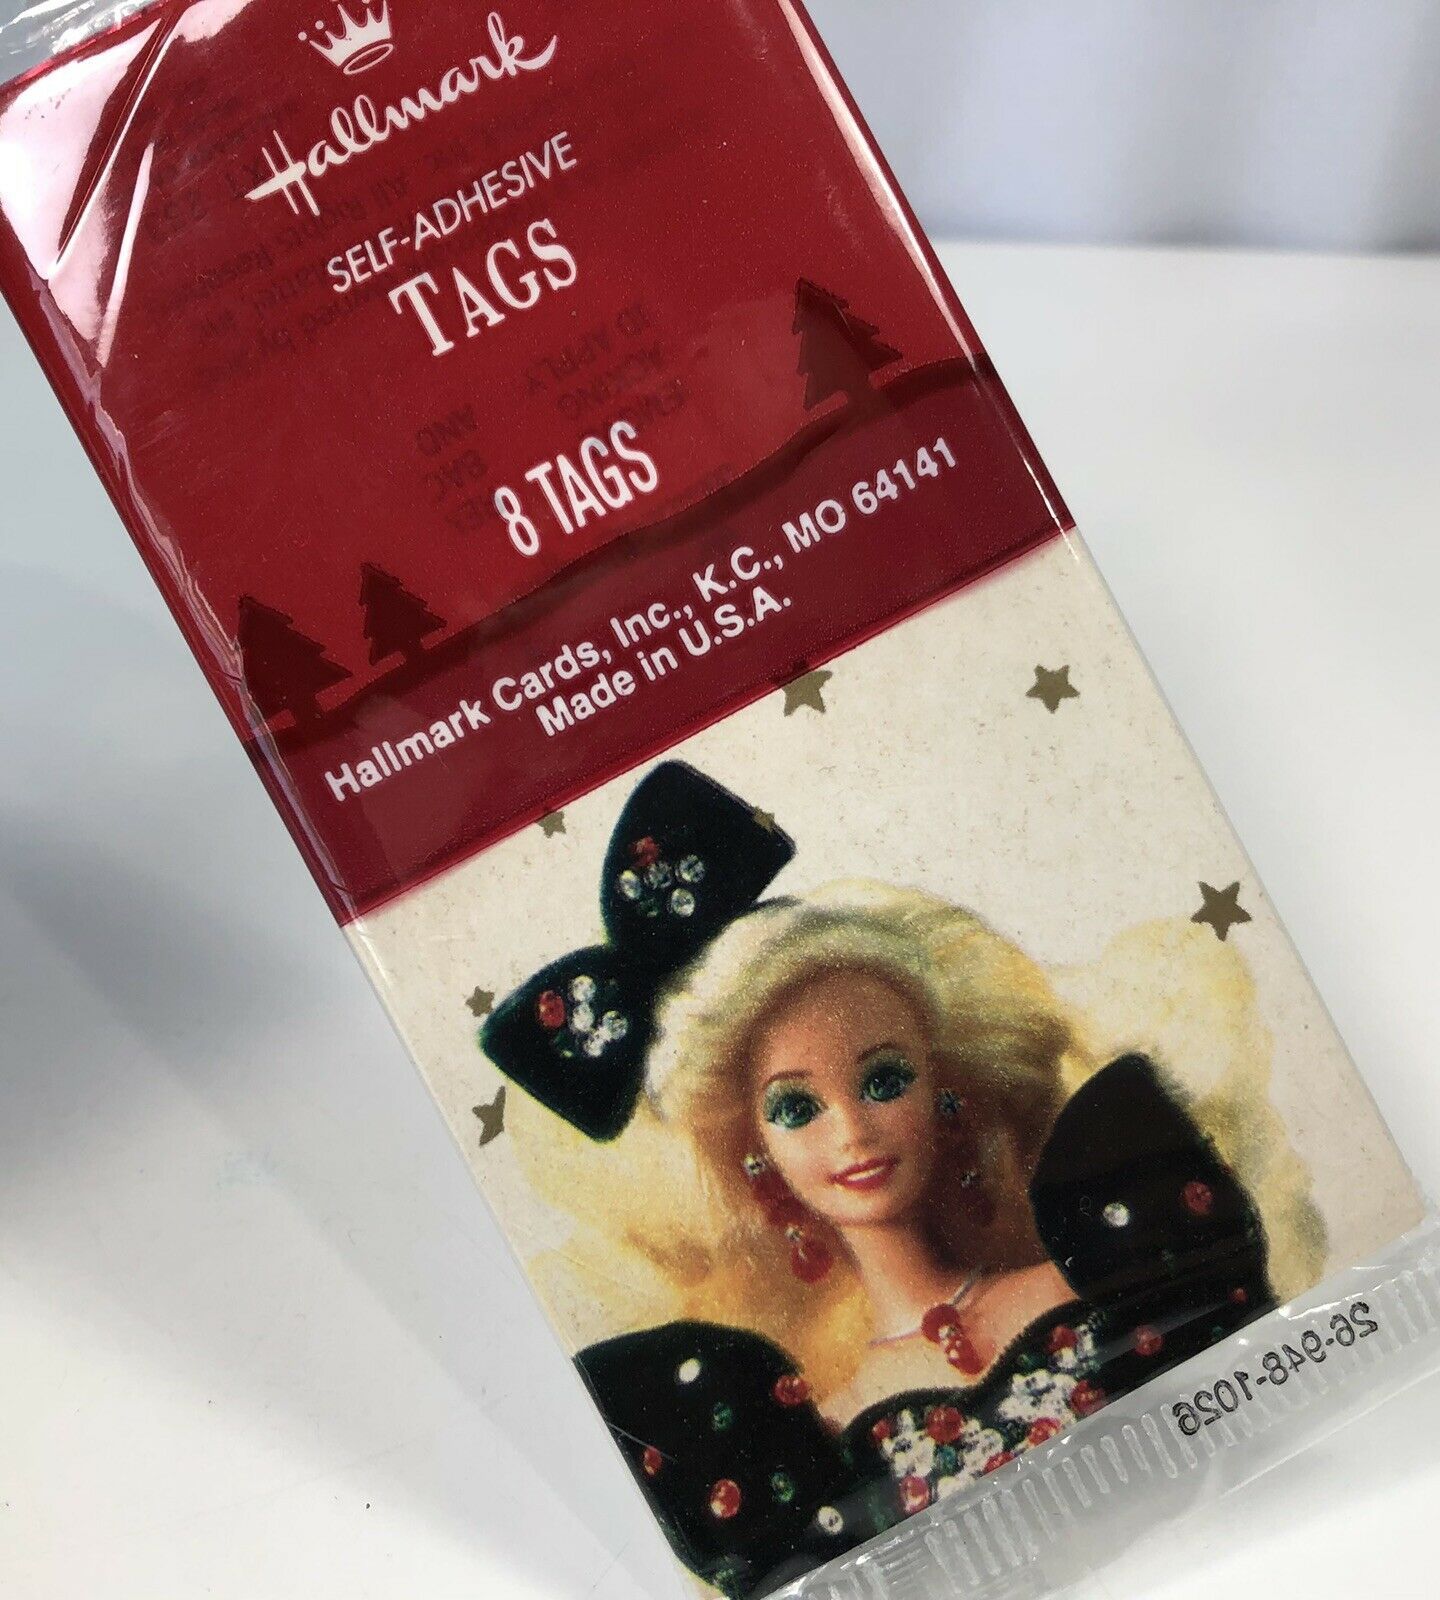 Hallmark
SELF-ADHESIVE
TAGS
8 TAGS
Hallmark Cards, Inc., K.C., MO 64141
Made in U.S.A.
26-948-1026